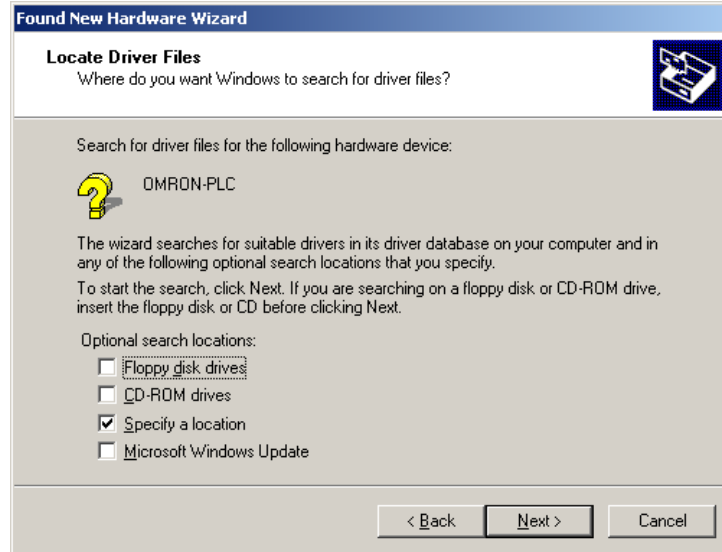 Found New Hardware Wizard
Locate Driver Files
Where do you want Windows to search for driver files?
Search for driver files for the following hardware device:
OMRON-PLC
The wizard searches for suitable drivers in its driver database on your computer and in
any of the following optional search locations that you specify.
To start the search, click Next. If you are searching on a floppy disk or CD-ROM drive,
insert the floppy disk or CD before clicking Next.
Optional search locations:
Floppy disk drives
CD-ROM drives
Specify a location
Microsoft Windows Update
< Back Next > Cancel